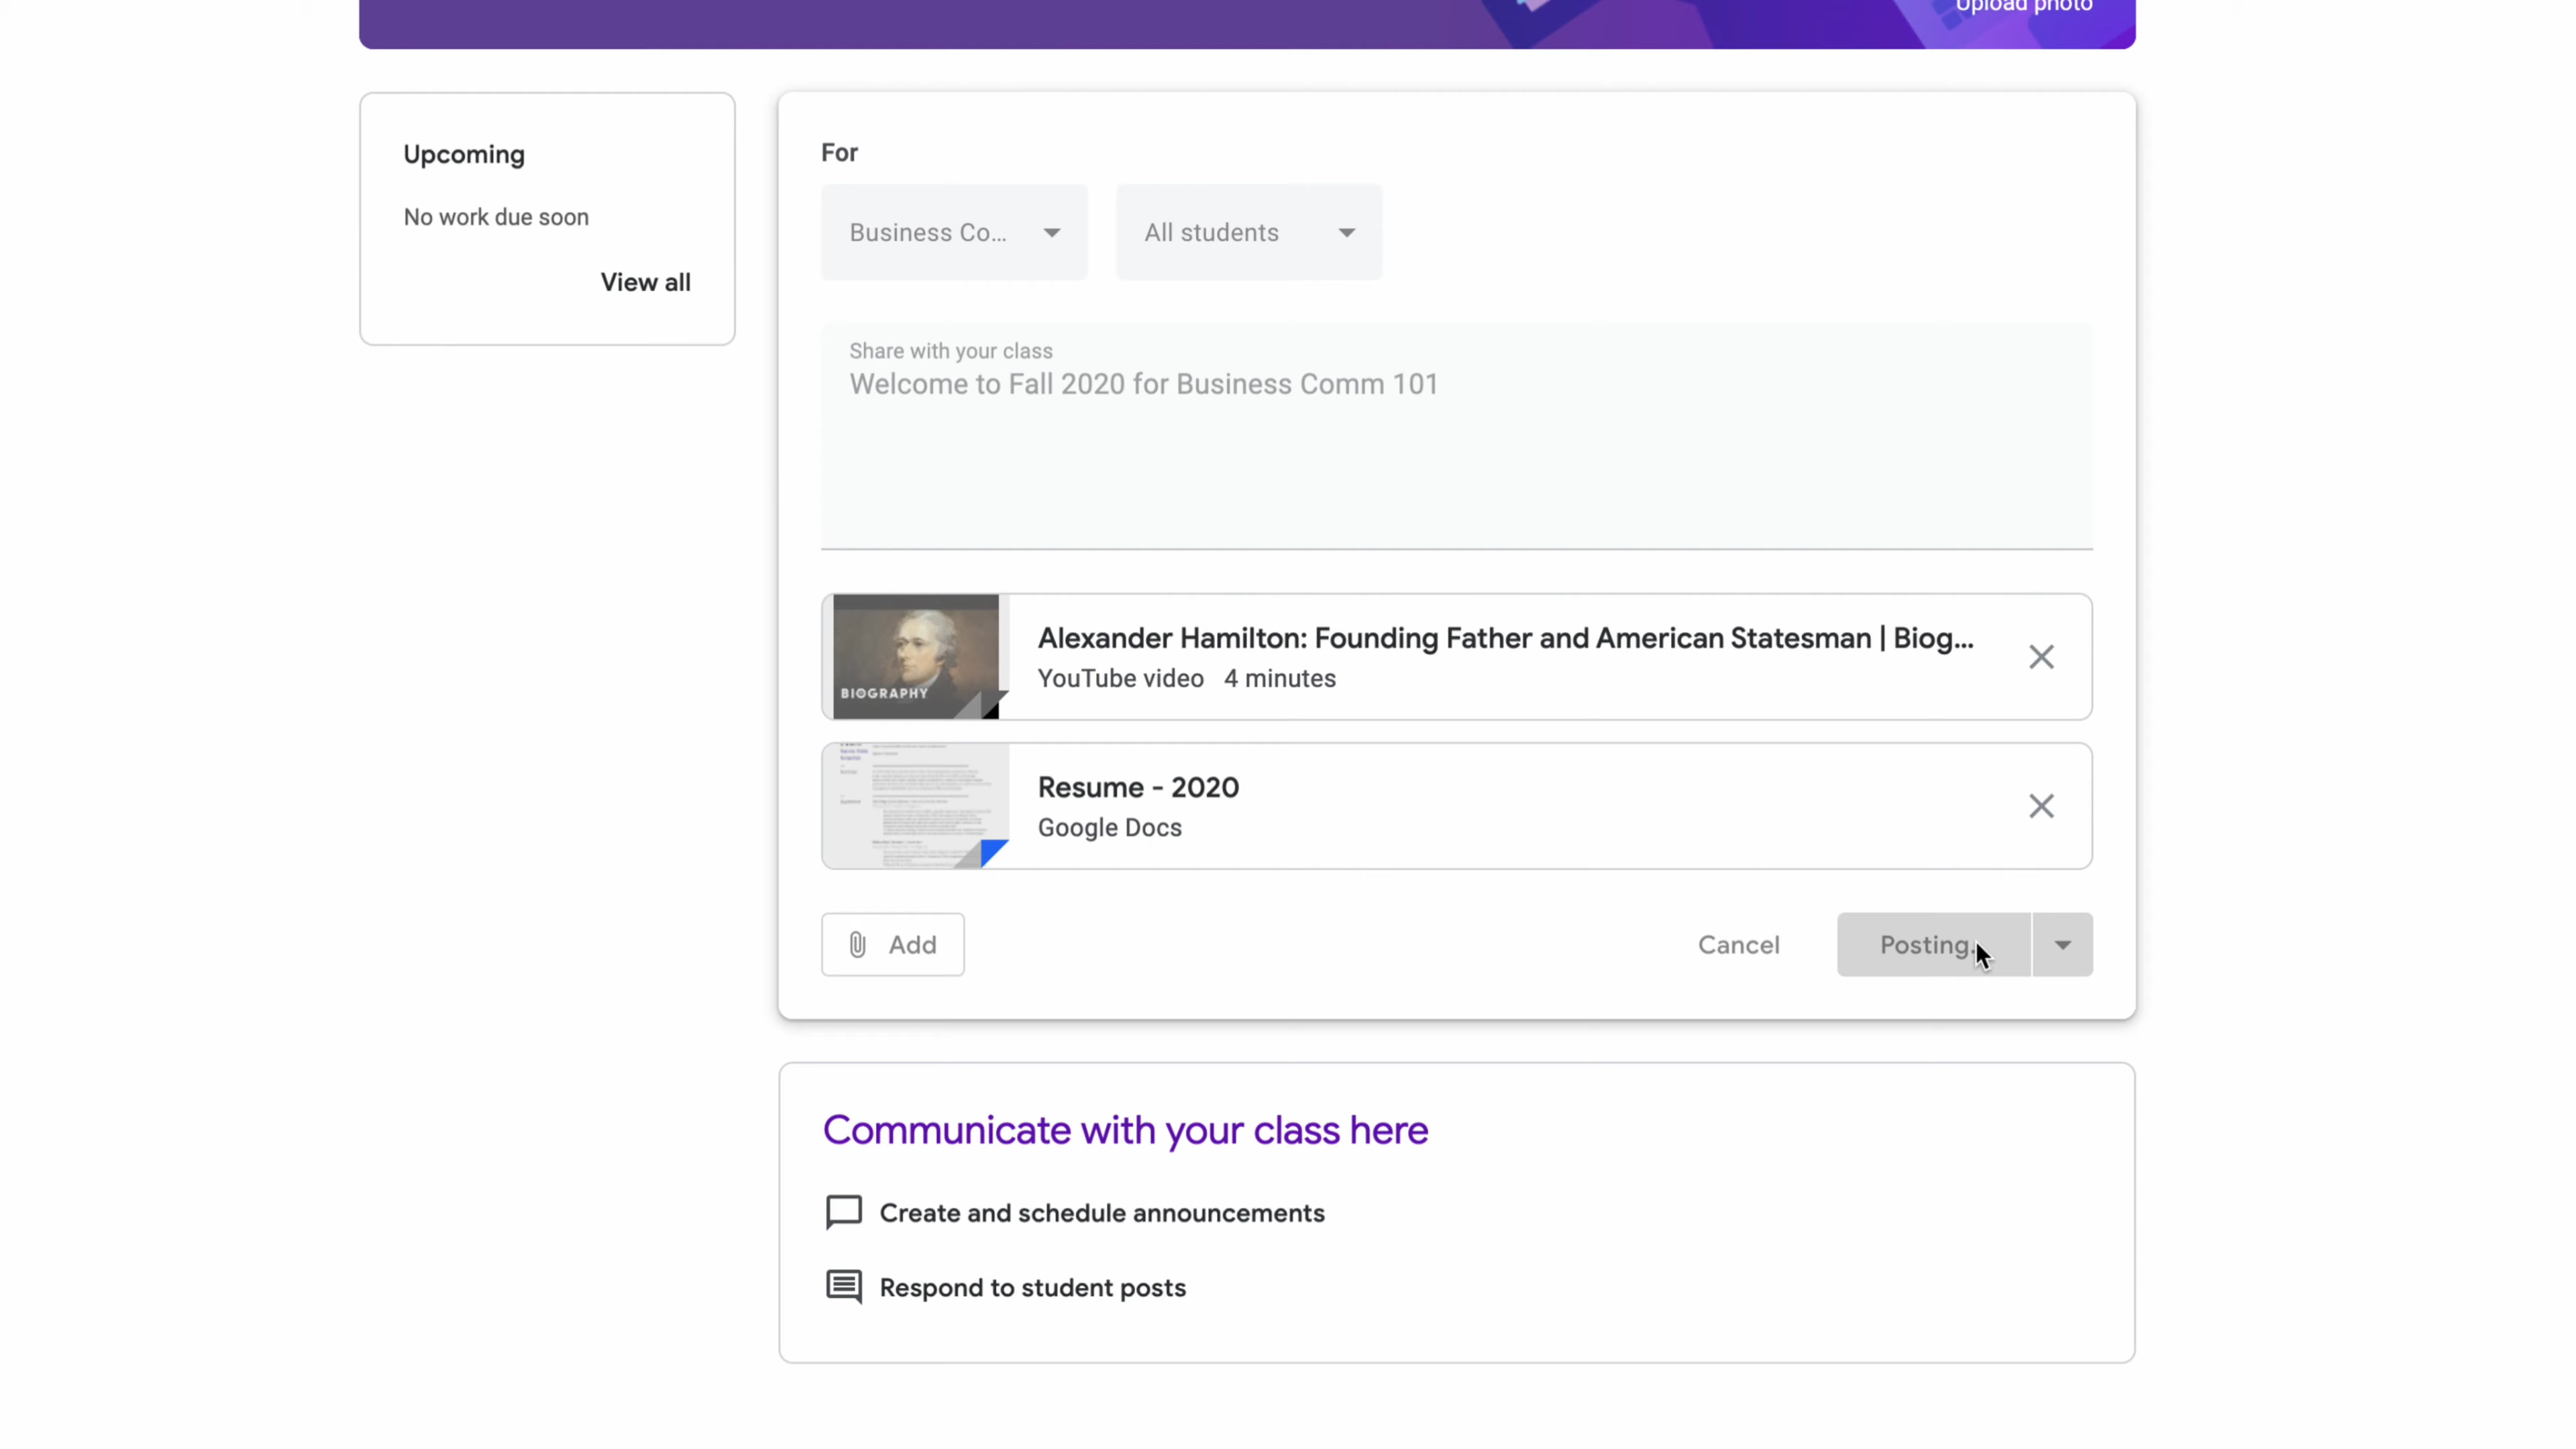 Upload photo
Upcoming
No work due soon
View all
For
Business Co...
All students
Share with your class
Welcome to Fall 2020 for Business Comm 101
BIOGRAPHY
Alexander Hamilton: Founding Father and American Statesman | Biog...
YouTube video 4 minutes
Resume - 2020
Google Docs
Add
Cancel
Posting.
Communicate with your class here
Create and schedule announcements
Respond to student posts